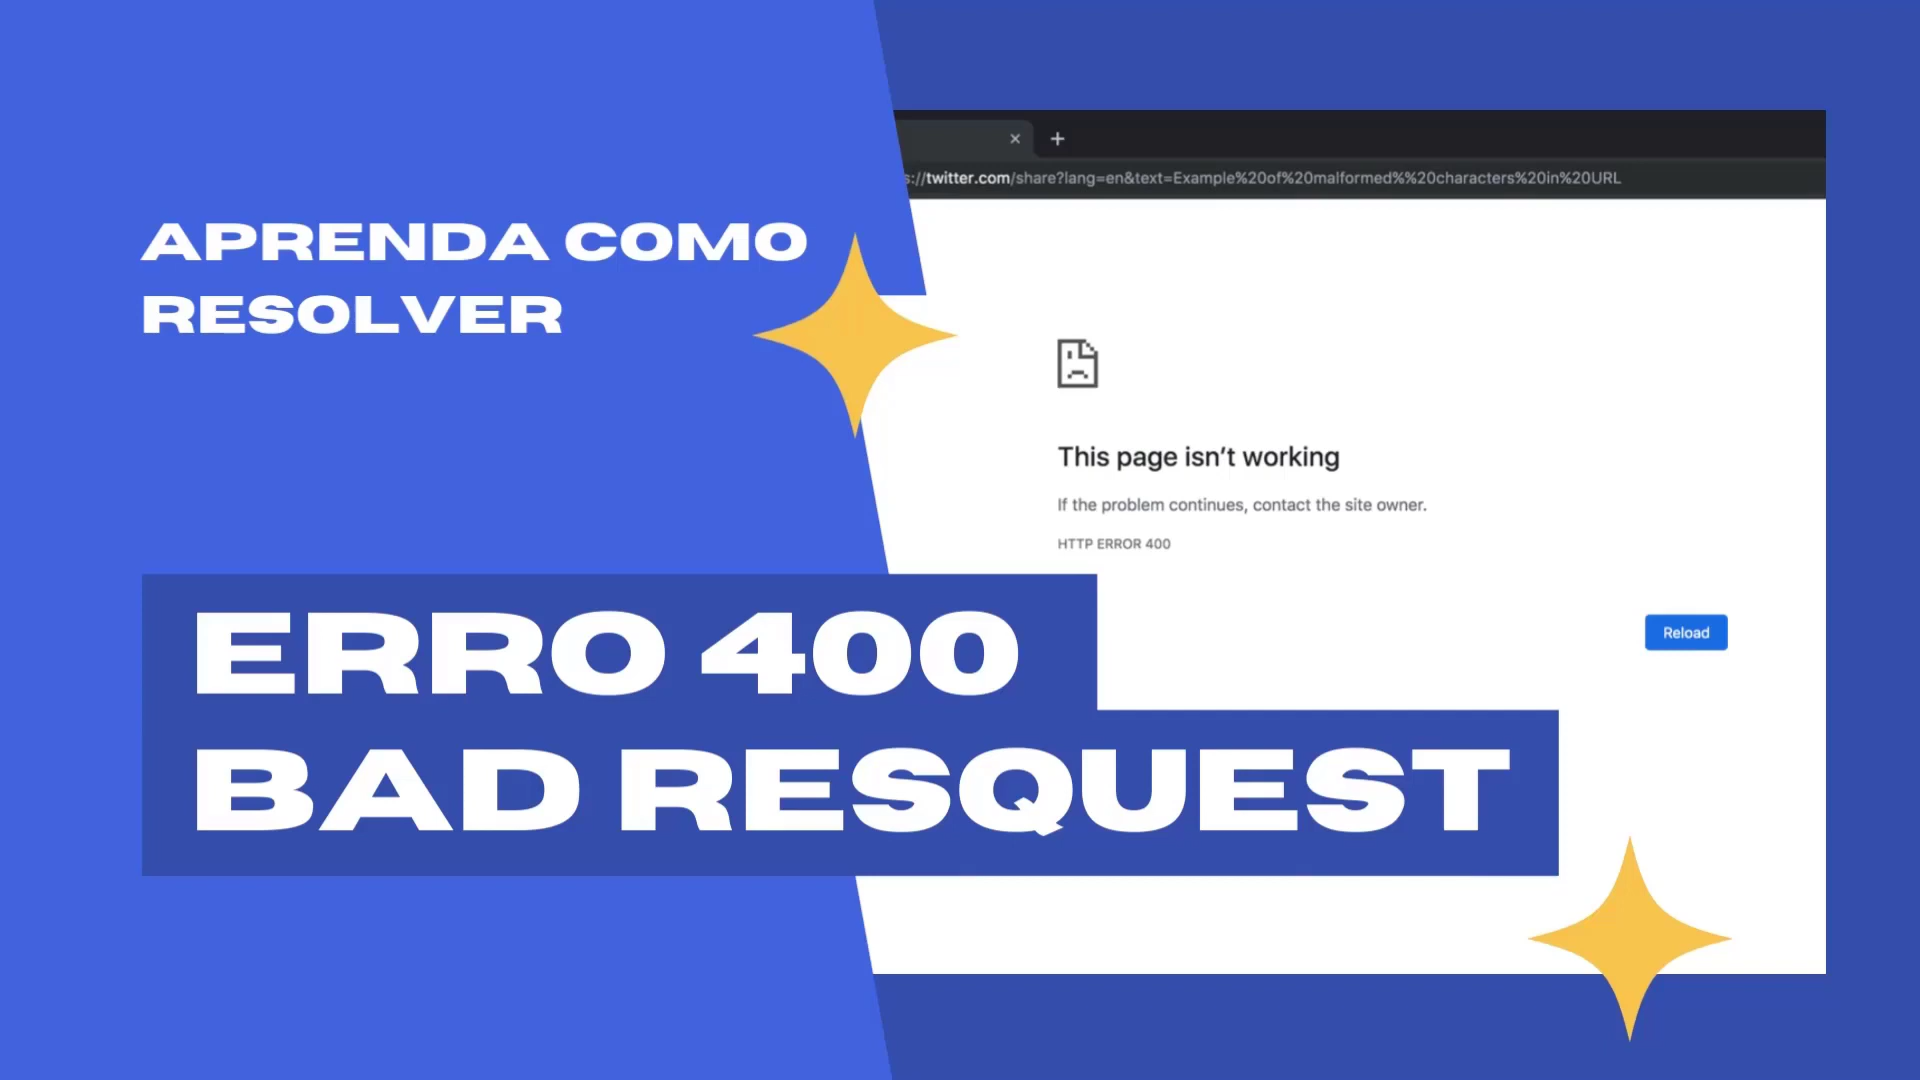 APRENDA COMO
RESOLVER
s://twitter.com/share?lang=en&text=Example%20of%20malformed%%20characters%20in%20URL
This page isn't working
If the problem continues, contact the site owner.
HTTP ERROR 400
Reload
ERRO 400
BAD RESQUEST